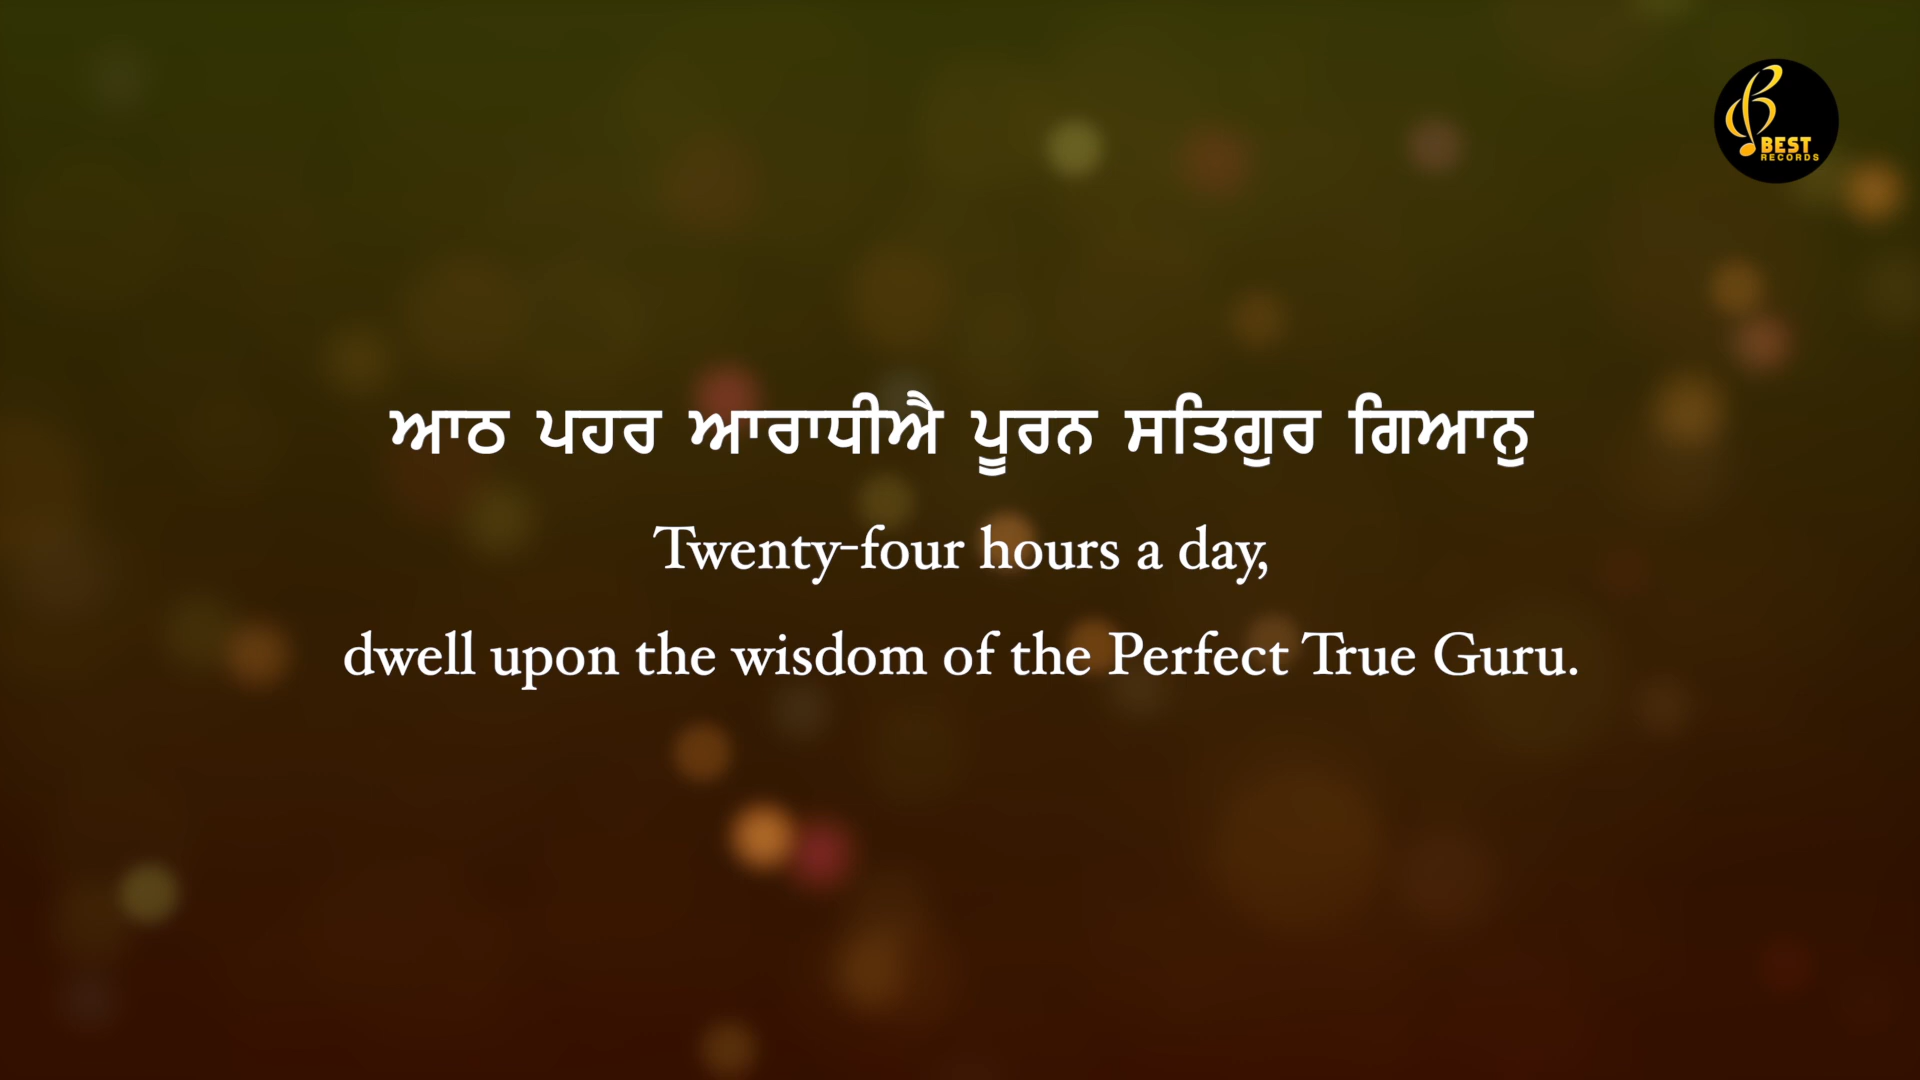 BEST
RECORDS
ਆਠ ਪਹਰ ਆਰਾਧੀਐ ਪੂਰਨ ਸਤਿਗੁਰ ਗਿਆਨੁ
Twenty-four hours a day,
dwell upon the wisdom of the Perfect True Guru.